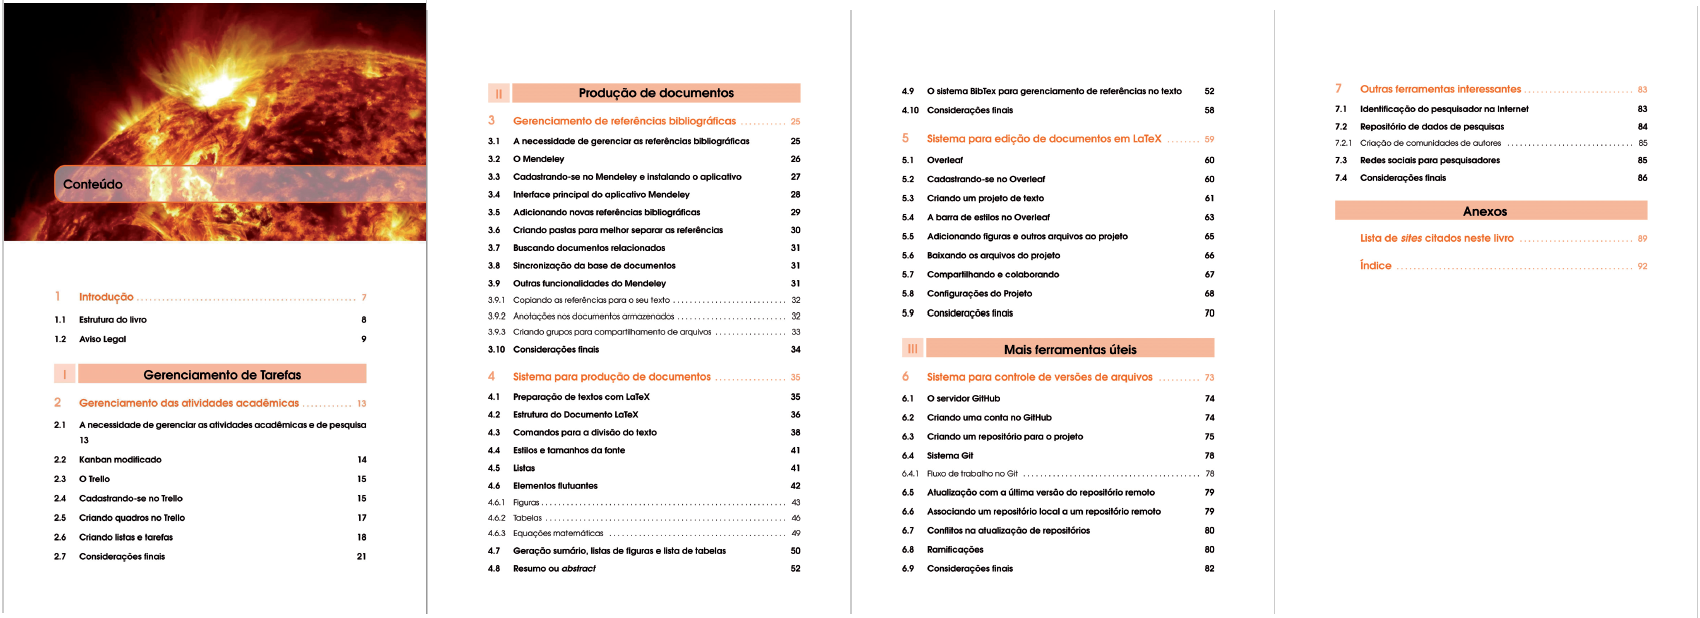 Conteúdo
1 Introdução 7
1.1 Estrutura do livro 8
1.2 Aviso Legal 9
I Gerenciamento de Tarefas
2 Gerenciamento das atividades acadêmicas 13
2.1 A necessidade de gerenciar as atividades acadêmicas e de pesquisa
13
2.2 Kanban modificado 14
2.3 O Trello 15
2.4 Cadastrando-se no Trello 15
2.5 Criando quadros no Trello 17
2.6 Criando listas e tarefas 18
2.7 Considerações finais 21
II Produção de documentos
3 Gerenciamento de referências bibliográficas 25
3.1 A necessidade de gerenciar as referências bibliográficas 25
3.2 O Mendeley 26
3.3 Cadastrando-se no Mendeley e instalando o aplicativo 27
3.4 Interface principal do aplicativo Mendeley 28
3.5 Adicionando novas referências bibliográficas 29
3.6 Criando pastas para melhor separar as referências 30
3.7 Buscando documentos relacionados 31
3.8 Sincronização da base de documentos 31
3.9 Outras funcionalidades do Mendeley 31
3.9.1 Copiando as referências para o seu texto 32
3.9.2 Anotações nos documentos armazenados 32
3.9.3 Criando grupos para compartilhamento de arquivos 33
3.10 Considerações finais 34
4 Sistema para produção de documentos 35
4.1 Preparação de textos com LaTeX 35
4.2 Estrutura do Documento LaTeX 36
4.3 Comandos para a divisão do texto 38
4.4 Estilos e tamanhos da fonte 41
4.5 Listas 41
4.6 Elementos flutuantes 42
4.6.1 Figuras 43
4.6.2 Tabelas 46
4.6.3 Equações matemáticas 49
4.7 Geração sumário, listas de figuras e lista de tabelas 50
4.8 Resumo ou abstract 52
4.9 O sistema BibTex para gerenciamento de referências no texto 52
4.10 Considerações finais 58
5 Sistema para edição de documentos em LaTeX 59
5.1 Overleaf 60
5.2 Cadastrando-se no Overleaf 60
5.3 Criando um projeto de texto 61
5.4 A barra de estilos no Overleaf 63
5.5 Adicionando figuras e outros arquivos ao projeto 65
5.6 Baixando os arquivos do projeto 66
5.7 Compartilhando e colaborando 67
5.8 Configurações do Projeto 68
5.9 Considerações finais 70
III Mais ferramentas úteis
6 Sistema para controle de versões de arquivos 73
6.1 O servidor GitHub 74
6.2 Criando uma conta no GitHub 74
6.3 Criando um repositório para o projeto 75
6.4 Sistema Git 78
6.4.1 Fluxo de trabalho no Git 78
6.5 Atualização com a última versão do repositório remoto 79
6.6 Associando um repositório local a um repositório remoto 79
6.7 Conflitos na atualização de repositórios 80
6.8 Ramificações 80
6.9 Considerações finais 82
7 Outras ferramentas interessantes 83
7.1 Identificação do pesquisador na Internet 83
7.2 Repositório de dados de pesquisas 84
7.2.1 Criação de comunidades de autores 85
7.3 Redes sociais para pesquisadores 85
7.4 Considerações finais 86
Anexos
Lista de sites citados neste livro 89
Índice 92